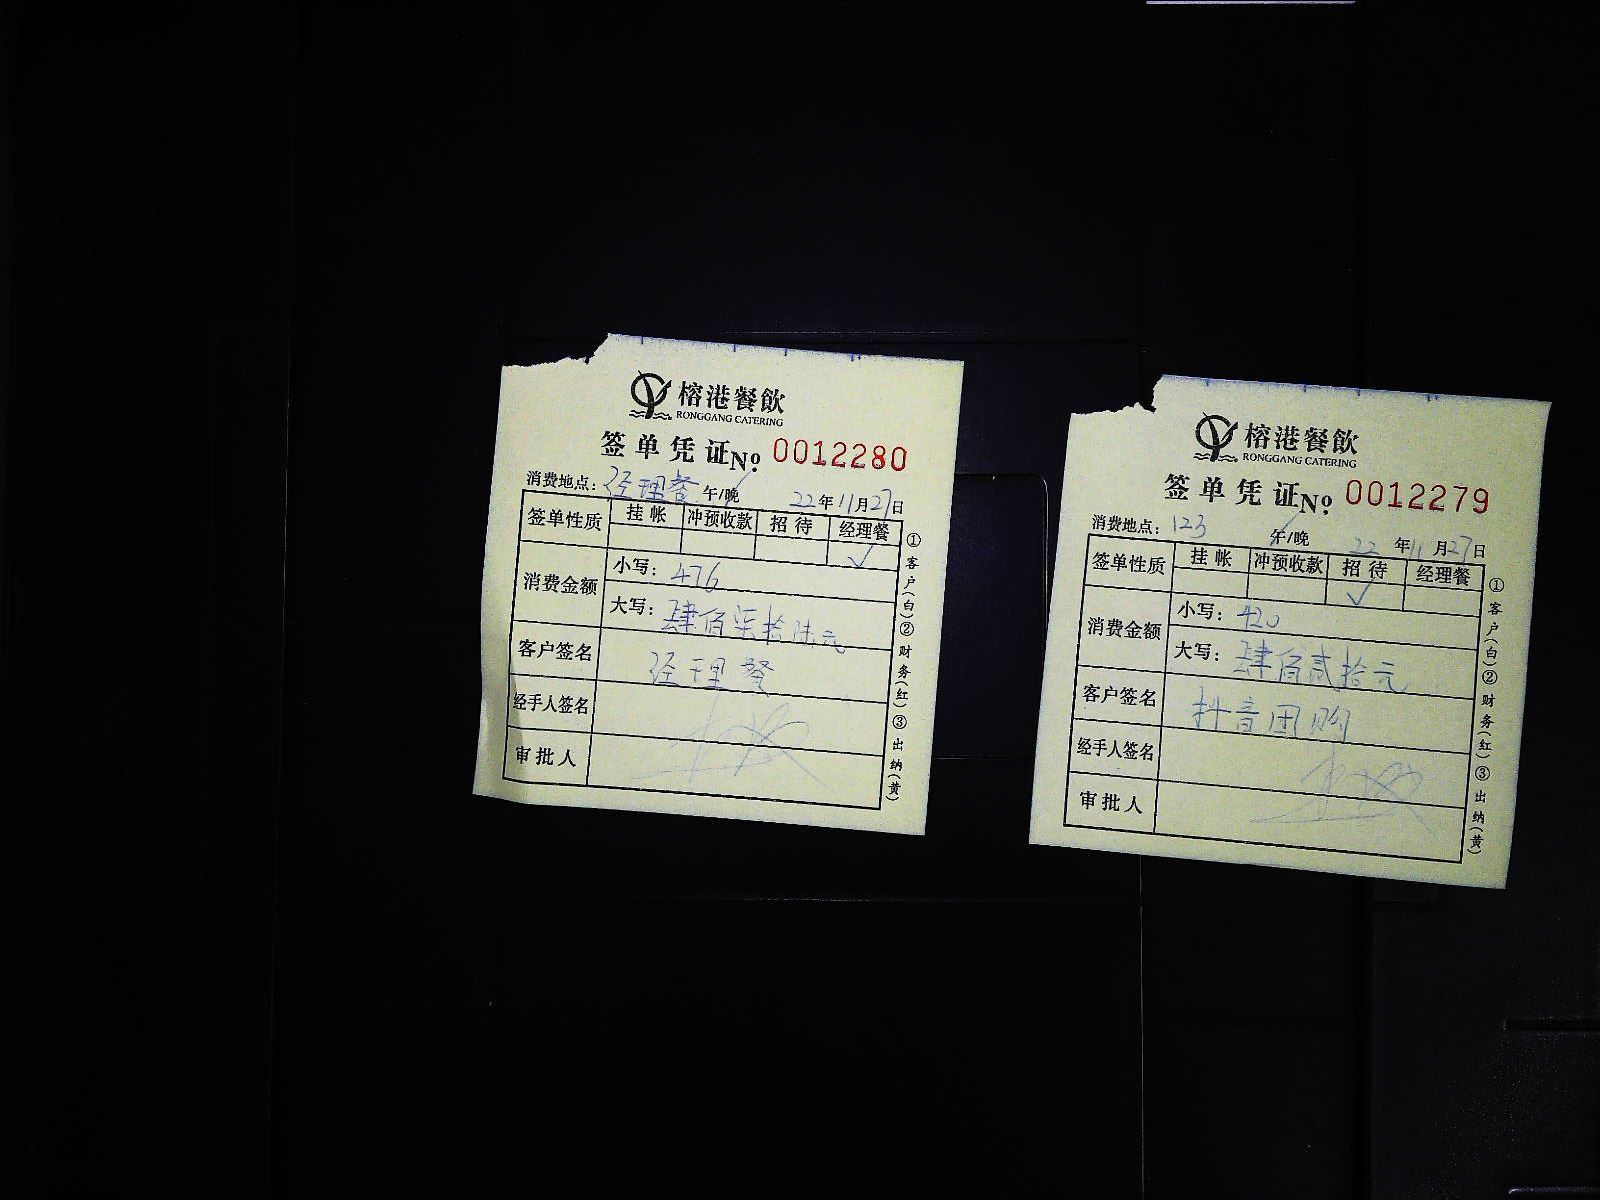 榕港餐飲
RONGGANG CATERING
签单凭证No. 0012280
消费地点：经理餐 午/晚 22年11月27日
签单性质 挂帐 冲预收款 招待 经理餐
✓
消费金额 小写：476
大写：肆佰柒拾陆元
客户签名 经理餐
经手人签名
审批人
①客户(白)②财务(红)③出纳(黄)
榕港餐飲
RONGGANG CATERING
签单凭证No. 0012279
消费地点：123 午/晚 22年11月27日
签单性质 挂帐 冲预收款 招待 经理餐
✓
消费金额 小写：420
大写：肆佰贰拾元
客户签名 抖音团购
经手人签名
审批人
①客户(白)②财务(红)③出纳(黄)